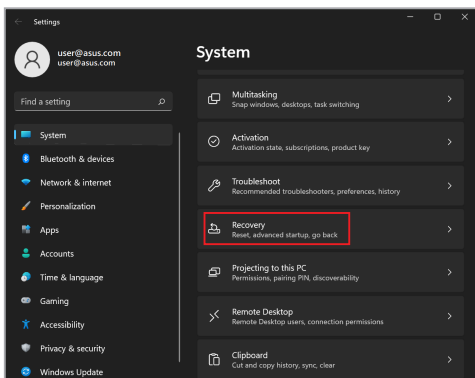 Settings
user@asus.com
user@asus.com
Find a setting
System
Bluetooth & devices
Network & internet
Personalization
Apps
Accounts
Time & language
Gaming
Accessibility
Privacy & security
Windows Update
System
Multitasking
Snap windows, desktops, task switching
Activation
Activation state, subscriptions, product key
Troubleshoot
Recommended troubleshooters, preferences, history
Recovery
Reset, advanced startup, go back
Projecting to this PC
Permissions, pairing PIN, discoverability
Remote Desktop
Remote Desktop users, connection permissions
Clipboard
Cut and copy history, sync, clear